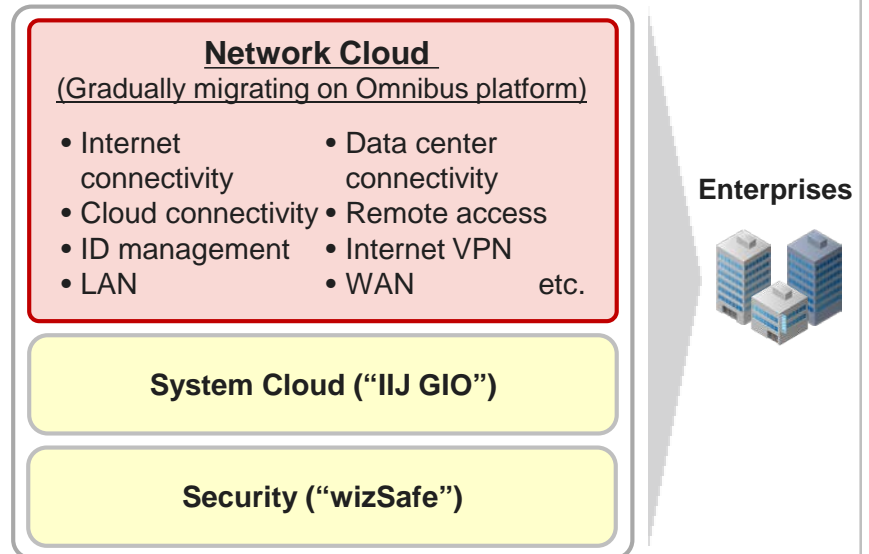 Network Cloud
(Gradually migrating on Omnibus platform)
• Internet connectivity
• Cloud connectivity
• ID management
• LAN
• Data center connectivity
• Remote access
• Internet VPN
• WAN etc.
Enterprises
System Cloud (“IIJ GIO”)
Security (“wizSafe”)